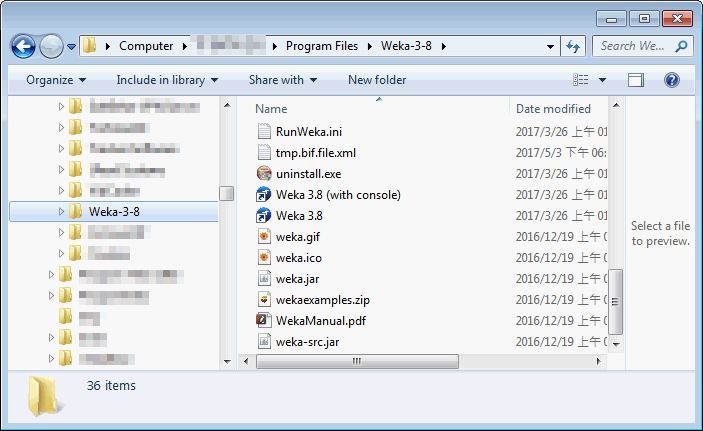 Computer Program Files Weka-3-8 Search We...
Organize Include in library Share with New folder
Name Date modified
RunWeka.ini 2017/3/26 上午 01
tmp.bif.file.xml 2017/5/3 下午 06:
uninstall.exe 2017/3/26 上午 01
Weka 3.8 (with console) 2017/3/26 上午 01
Weka-3-8 Weka 3.8 2017/3/26 上午 01
weka.gif 2016/12/19 上午
weka.ico 2016/12/19 上午
weka.jar 2016/12/19 上午
wekaexamples.zip 2016/12/19 上午
WekaManual.pdf 2016/12/19 上午
weka-src.jar 2016/12/19 上午
Select a file
to preview.
36 items